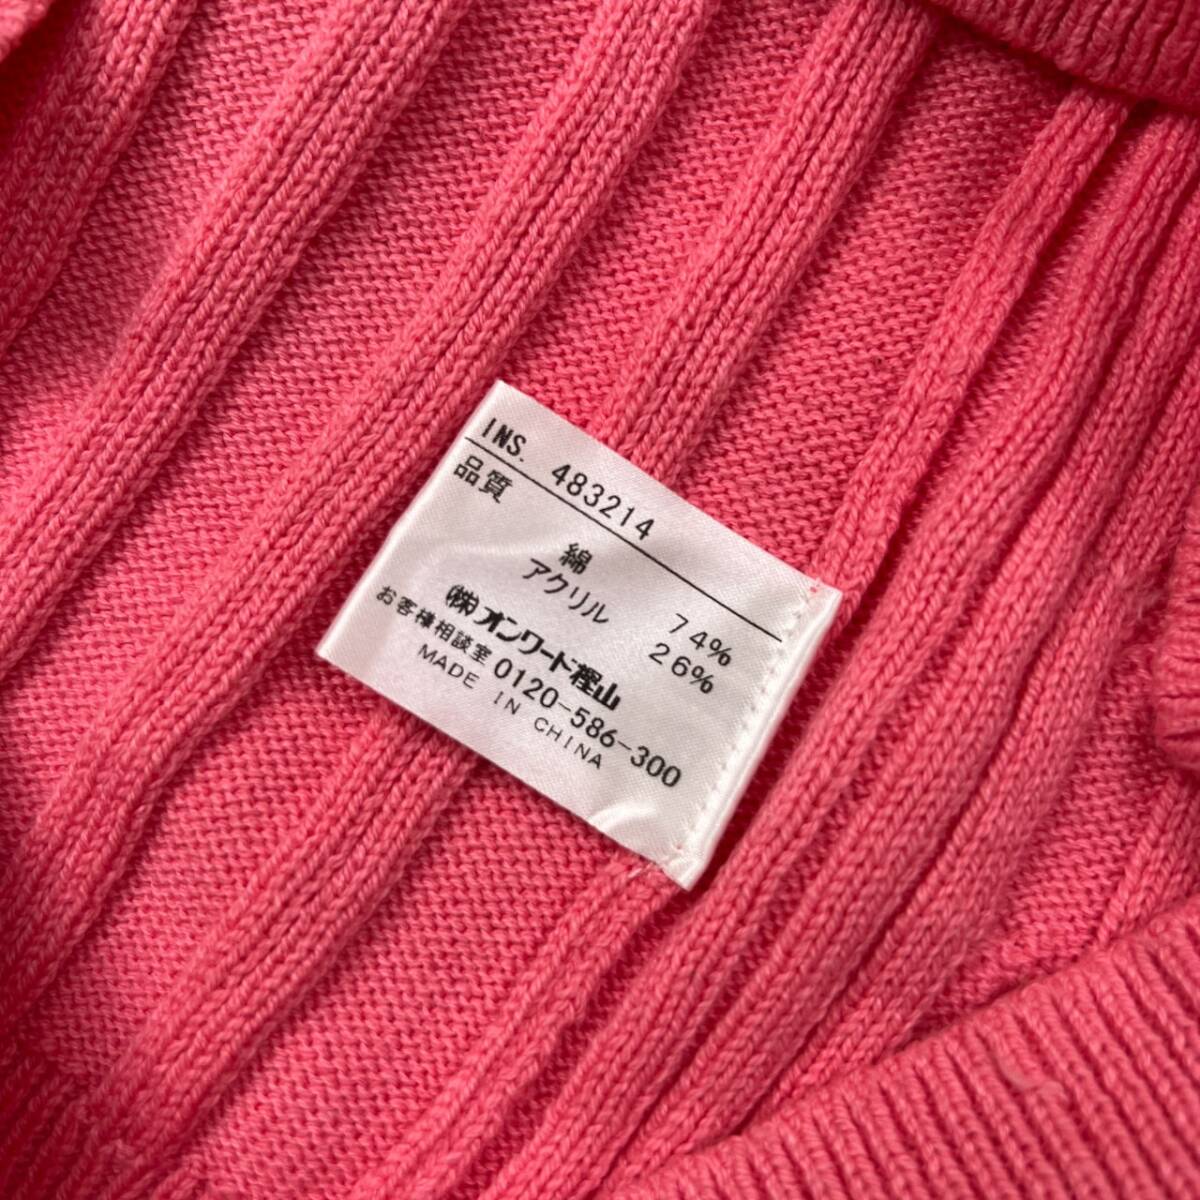 INS. 483214
品質
綿 74%
アクリル 26%
㈱オンワード樫山
お客様相談室 0120-586-300
MADE IN CHINA